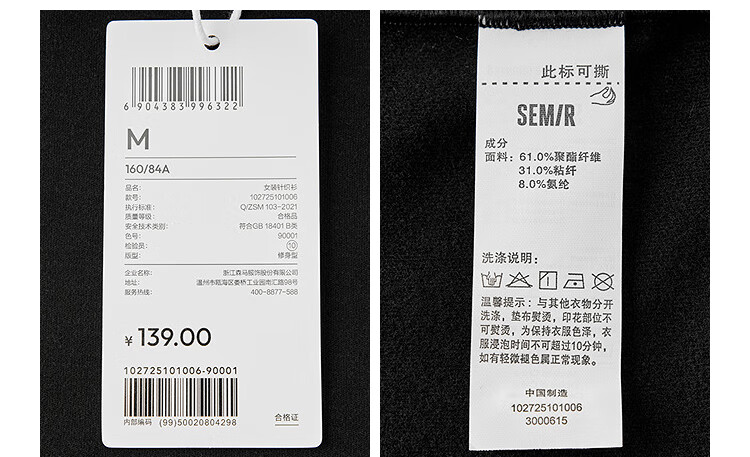 6 904383 996322
M
160/84A
品名: 女装针织衫
款号: 102725101006
执行标准: Q/ZSM 103-2021
质量等级: 合格品
安全技术类别: 符合GB 18401 B类
色号: 90001
检验员: 10
版型: 修身型
企业名称: 浙江森马服饰股份有限公司
地址: 温州市瓯海区娄桥工业园南汇路98号
服务热线: 400-8877-588
¥ 139.00
102725101006-90001
内部编码 (99)50020804298
合格证
此标可撕
SEM/R
成分
面料: 61.0%聚酯纤维
31.0%粘纤
8.0%氨纶
洗涤说明:
温馨提示: 与其他衣物分开
洗涤, 垫布熨烫, 印花部位不
可熨烫, 为保持衣服色泽, 衣
服浸泡时间不可超过10分钟,
如有轻微褪色属正常现象。
中国制造
102725101006
3000615